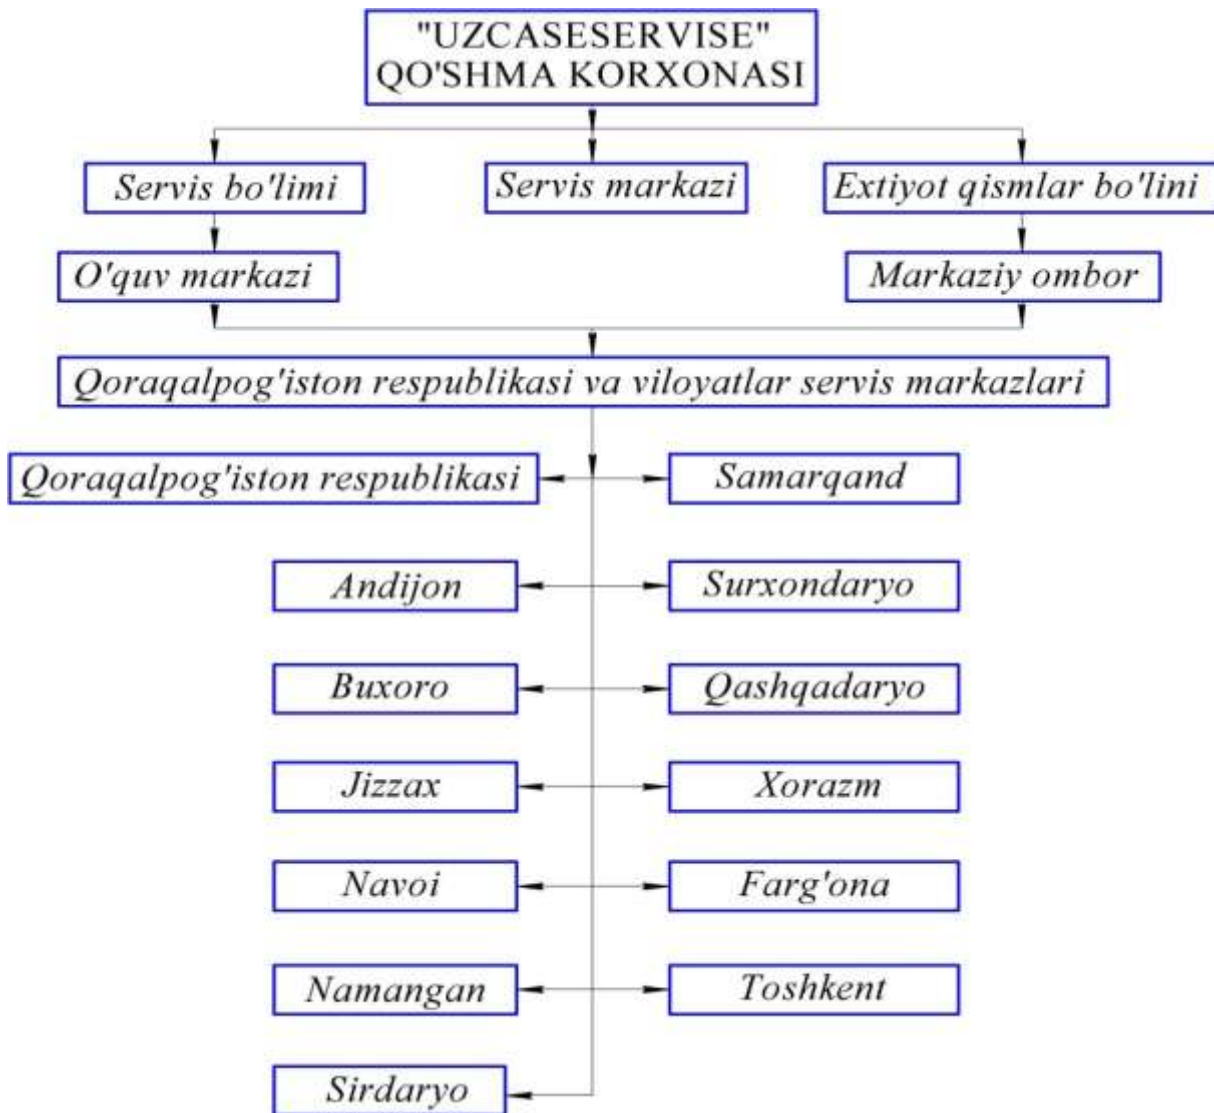 "UZCASESERVISE"
QO'SHMA KORXONASI
Servis bo'limi
Servis markazi
Extiyot qismlar bo'lini
O'quv markazi
Markaziy ombor
Qoraqalpog'iston respublikasi va viloyatlar servis markazlari
Qoraqalpog'iston respublikasi
Samarqand
Andijon
Surxondaryo
Buxoro
Qashqadaryo
Jizzax
Xorazm
Navoi
Farg'ona
Namangan
Toshkent
Sirdaryo